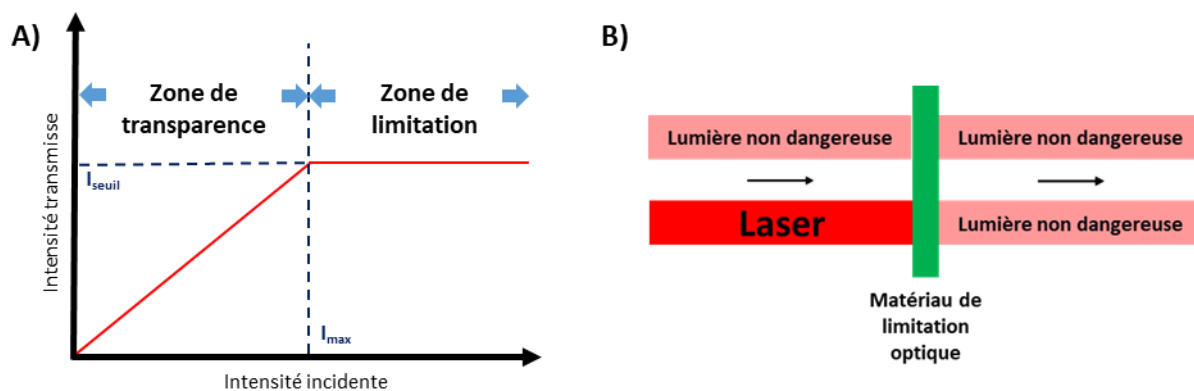 A)
Zone de
transparence
Zone de
limitation
Intensité transmisse
Iseuil
Imax
Intensité incidente
B)
Lumière non dangereuse
Lumière non dangereuse
Laser
Lumière non dangereuse
Matériau de
limitation
optique